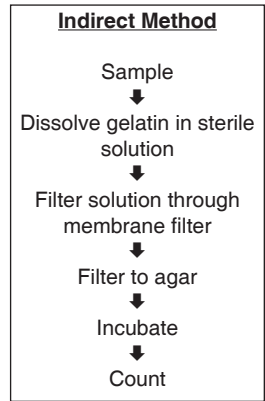 Indirect Method
Sample
Dissolve gelatin in sterile
solution
Filter solution through
membrane filter
Filter to agar
Incubate
Count